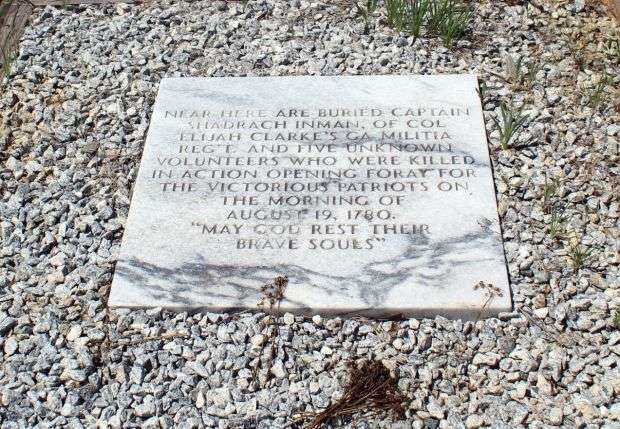 NEAR HERE ARE BURIED CAPTAIN
SHADRACH INMAN, OF COL.
ELIJAH CLARKE'S GA. MILITIA
REG'T. AND FIVE UNKNOWN
VOLUNTEERS WHO WERE KILLED
IN ACTION OPENING FORAY FOR
THE VICTORIOUS PATRIOTS ON
THE MORNING OF
AUGUST 19, 1780.
"MAY GOD REST THEIR
BRAVE SOULS"